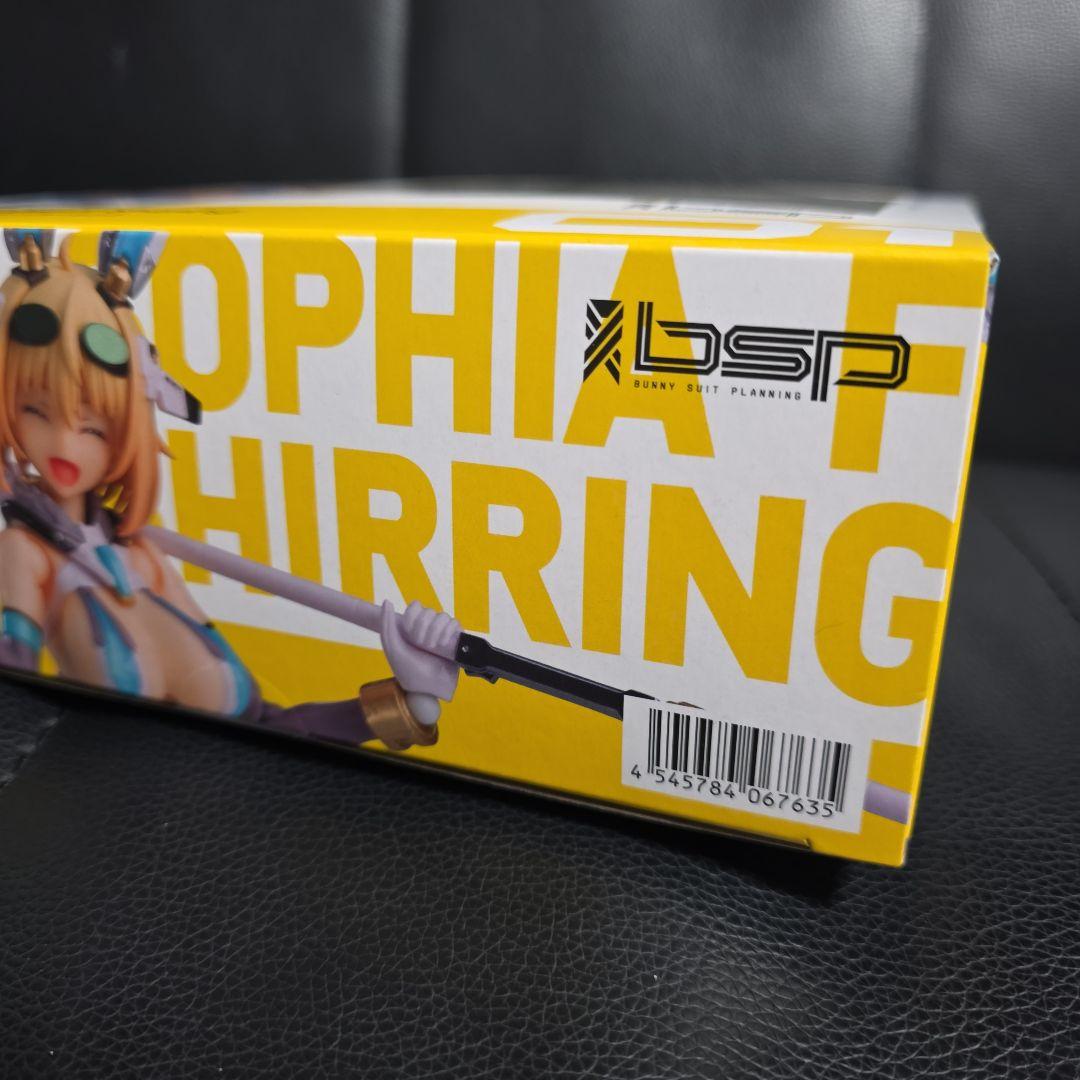 OPHIA F
HIRRING
bsp
BUNNY SUIT PLANNING
4 545784 067635